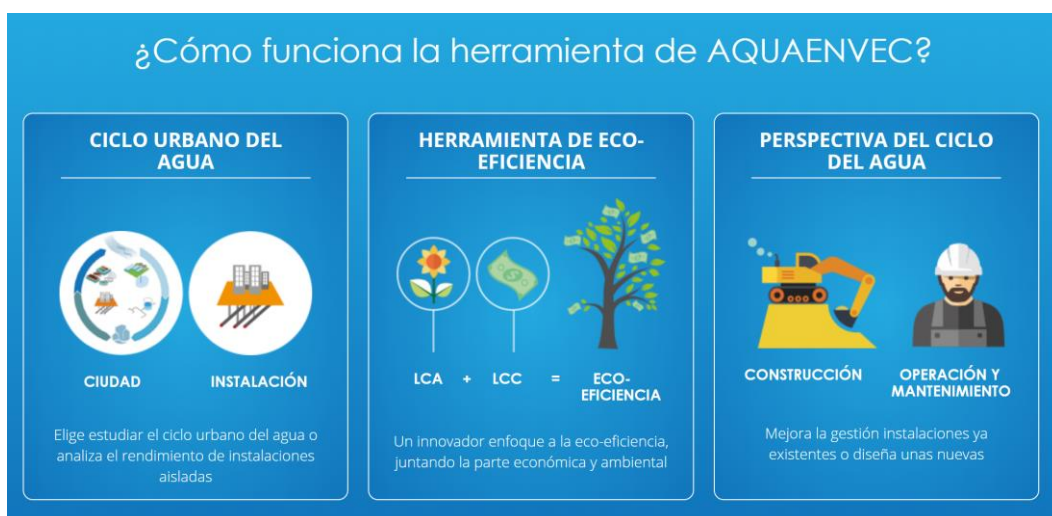 ¿Cómo funciona la herramienta de AQUAENVEC?
CICLO URBANO DEL
AGUA
CIUDAD
INSTALACIÓN
Elige estudiar el ciclo urbano del agua o
analiza el rendimiento de instalaciones
aisladas
HERRAMIENTA DE ECO-
EFICIENCIA
LCA + LCC = ECO-
EFICIENCIA
Un innovador enfoque a la eco-eficiencia,
juntando la parte económica y ambiental
PERSPECTIVA DEL CICLO
DEL AGUA
CONSTRUCCIÓN
OPERACIÓN Y
MANTENIMIENTO
Mejora la gestión instalaciones ya
existentes o diseña unas nuevas